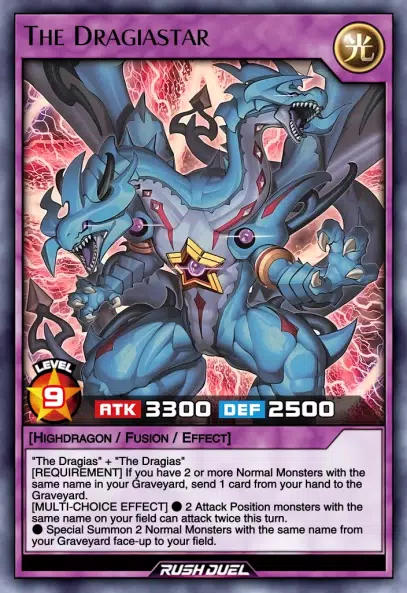 THE DRAGIASTAR
光
LEVEL
9
ATK 3300 DEF 2500
[HIGHDRAGON / FUSION / EFFECT]
"The Dragias" + "The Dragias"
[REQUIREMENT] If you have 2 or more Normal Monsters with the
same name in your Graveyard, send 1 card from your hand to the
Graveyard.
[MULTI-CHOICE EFFECT] ● 2 Attack Position monsters with the
same name on your field can attack twice this turn.
● Special Summon 2 Normal Monsters with the same name from
your Graveyard face-up to your field.
RUSH DUEL